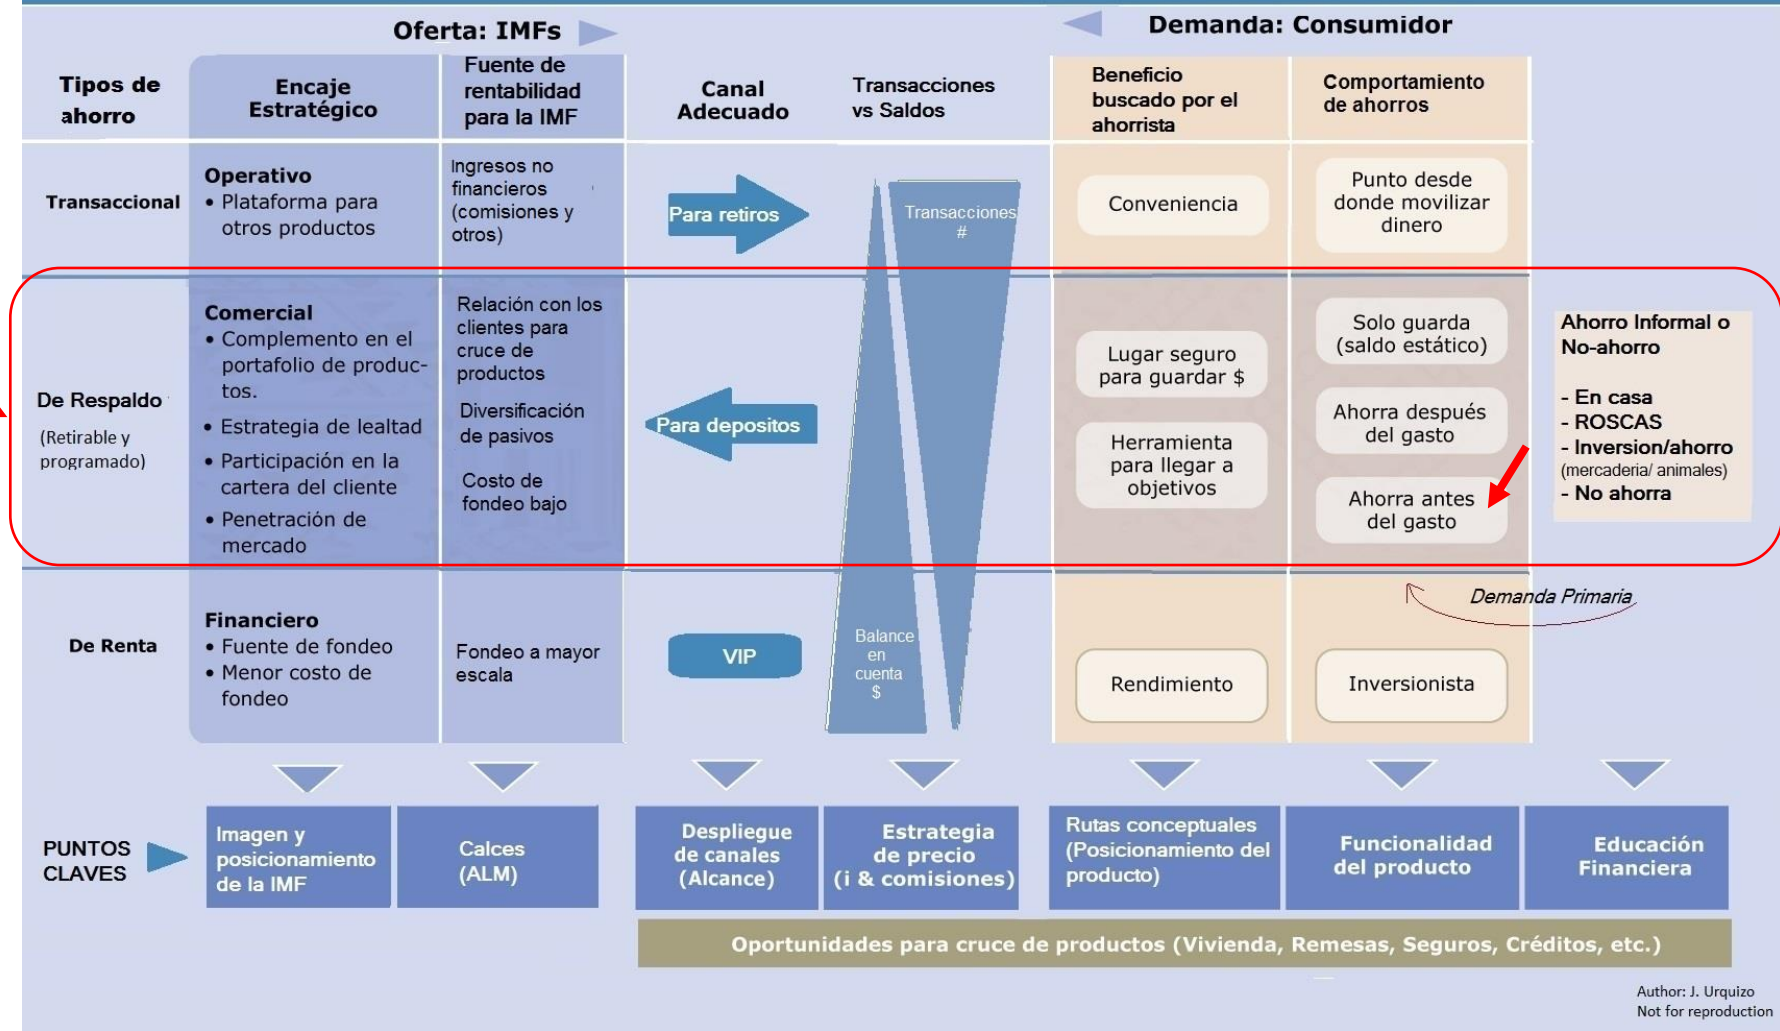 Oferta: IMFs
Demanda: Consumidor
Tipos de
ahorro
Encaje
Estratégico
Fuente de
rentabilidad
para la IMF
Canal
Adecuado
Transacciones
vs Saldos
Beneficio
buscado por el
ahorrista
Comportamiento
de ahorros
Transaccional
Operativo
• Plataforma para
otros productos
Ingresos no
financieros
(comisiones y
otros)
Para retiros
Transacciones
#
Conveniencia
Punto desde
donde movilizar
dinero
De Respaldo
(Retirable y
programado)
Comercial
• Complemento en el
portafolio de produc-
tos.
• Estrategia de lealtad
• Participación en la
cartera del cliente
• Penetración de
mercado
Relación con los
clientes para
cruce de
productos
Diversificación
de pasivos
Costo de
fondeo bajo
Para depositos
Lugar seguro
para guardar $
Herramienta
para llegar a
objetivos
Solo guarda
(saldo estático)
Ahorra después
del gasto
Ahorra antes
del gasto
Ahorro Informal o
No-ahorro
- En casa
- ROSCAS
- Inversion/ahorro
(mercaderia/ animales)
- No ahorra
Demanda Primaria
De Renta
Financiero
• Fuente de fondeo
• Menor costo de
fondeo
Fondeo a mayor
escala
VIP
Balance
en
cuenta
$
Rendimiento
Inversionista
PUNTOS
CLAVES
Imagen y
posicionamiento
de la IMF
Calces
(ALM)
Despliegue
de canales
(Alcance)
Estrategia
de precio
(i & comisiones)
Rutas conceptuales
(Posicionamiento del
producto)
Funcionalidad
del producto
Educación
Financiera
Oportunidades para cruce de productos (Vivienda, Remesas, Seguros, Créditos, etc.)
Author: J. Urquizo
Not for reproduction